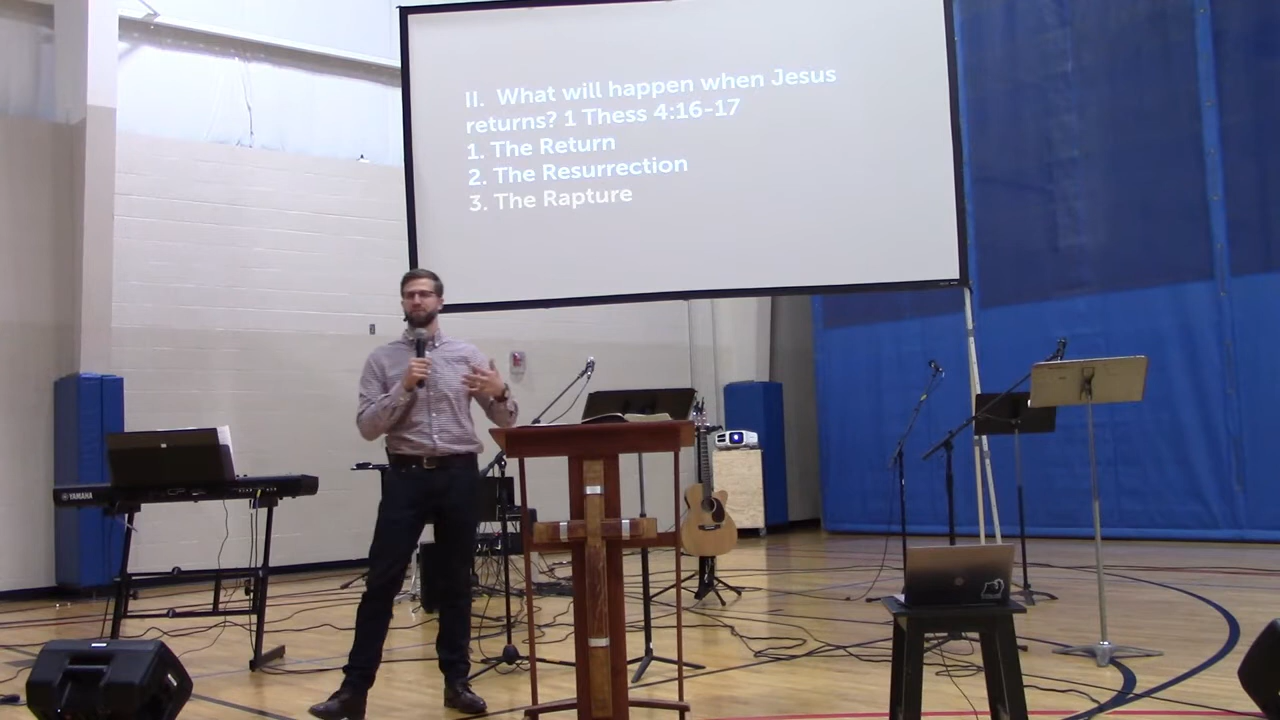 II. What will happen when Jesus
returns? 1 Thess 4:16-17
1. The Return
2. The Resurrection
3. The Rapture
YAMAHA